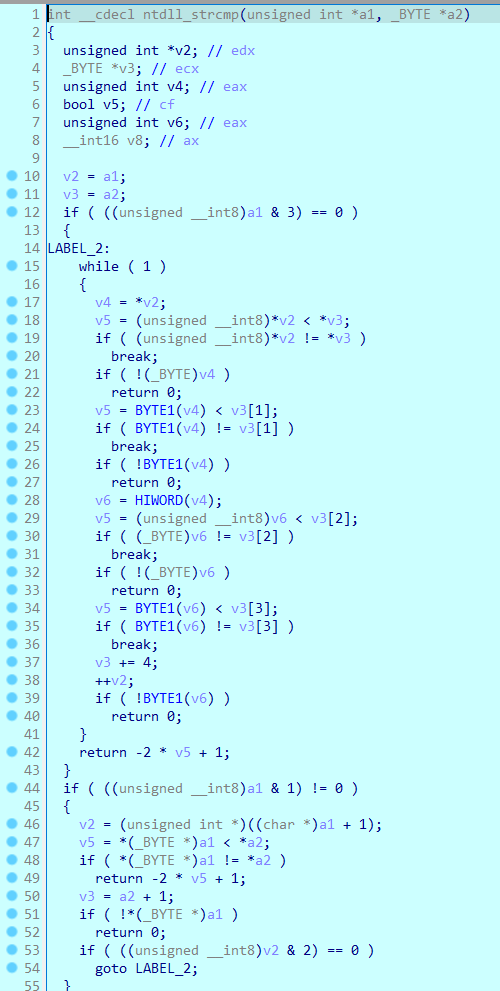 1 int __cdecl ntdll_strcmp(unsigned int *a1, _BYTE *a2)
2 {
3 unsigned int *v2; // edx
4 _BYTE *v3; // ecx
5 unsigned int v4; // eax
6 bool v5; // cf
7 unsigned int v6; // eax
8 __int16 v8; // ax
9
10 v2 = a1;
11 v3 = a2;
12 if ( ((unsigned __int8)a1 & 3) == 0 )
13 {
14 LABEL_2:
15 while ( 1 )
16 {
17 v4 = *v2;
18 v5 = (unsigned __int8)*v2 < *v3;
19 if ( (unsigned __int8)*v2 != *v3 )
20 break;
21 if ( !(_BYTE)v4 )
22 return 0;
23 v5 = BYTE1(v4) < v3[1];
24 if ( BYTE1(v4) != v3[1] )
25 break;
26 if ( !BYTE1(v4) )
27 return 0;
28 v6 = HIWORD(v4);
29 v5 = (unsigned __int8)v6 < v3[2];
30 if ( (_BYTE)v6 != v3[2] )
31 break;
32 if ( !(_BYTE)v6 )
33 return 0;
34 v5 = BYTE1(v6) < v3[3];
35 if ( BYTE1(v6) != v3[3] )
36 break;
37 v3 += 4;
38 ++v2;
39 if ( !BYTE1(v6) )
40 return 0;
41 }
42 return -2 * v5 + 1;
43 }
44 if ( ((unsigned __int8)a1 & 1) != 0 )
45 {
46 v2 = (unsigned int *)((char *)a1 + 1);
47 v5 = *(_BYTE *)a1 < *a2;
48 if ( *(_BYTE *)a1 != *a2 )
49 return -2 * v5 + 1;
50 v3 = a2 + 1;
51 if ( !*(_BYTE *)a1 )
52 return 0;
53 if ( ((unsigned __int8)v2 & 2) == 0 )
54 goto LABEL_2;
55 }